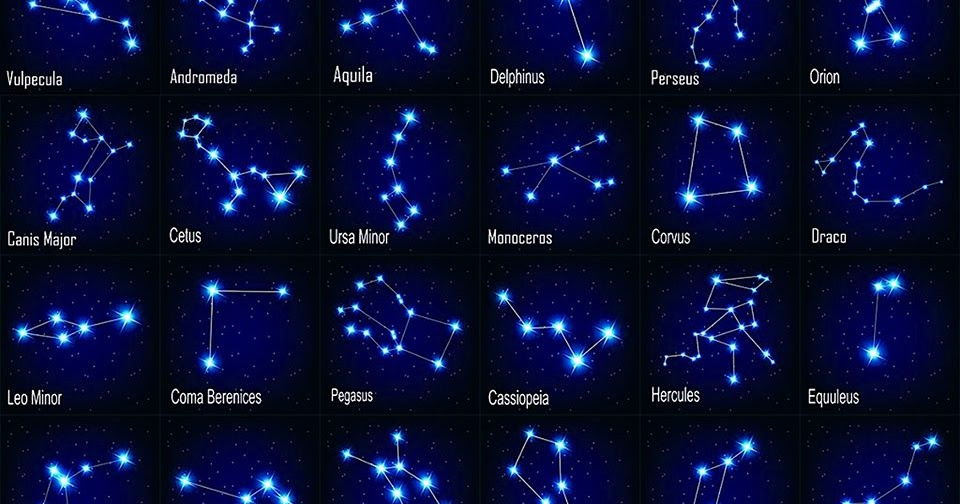 Vulpecula
Andromeda
Aquila
Delphinus
Perseus
Orion
Canis Major
Cetus
Ursa Minor
Monoceros
Corvus
Draco
Leo Minor
Coma Berenices
Pegasus
Cassiopeia
Hercules
Equuleus